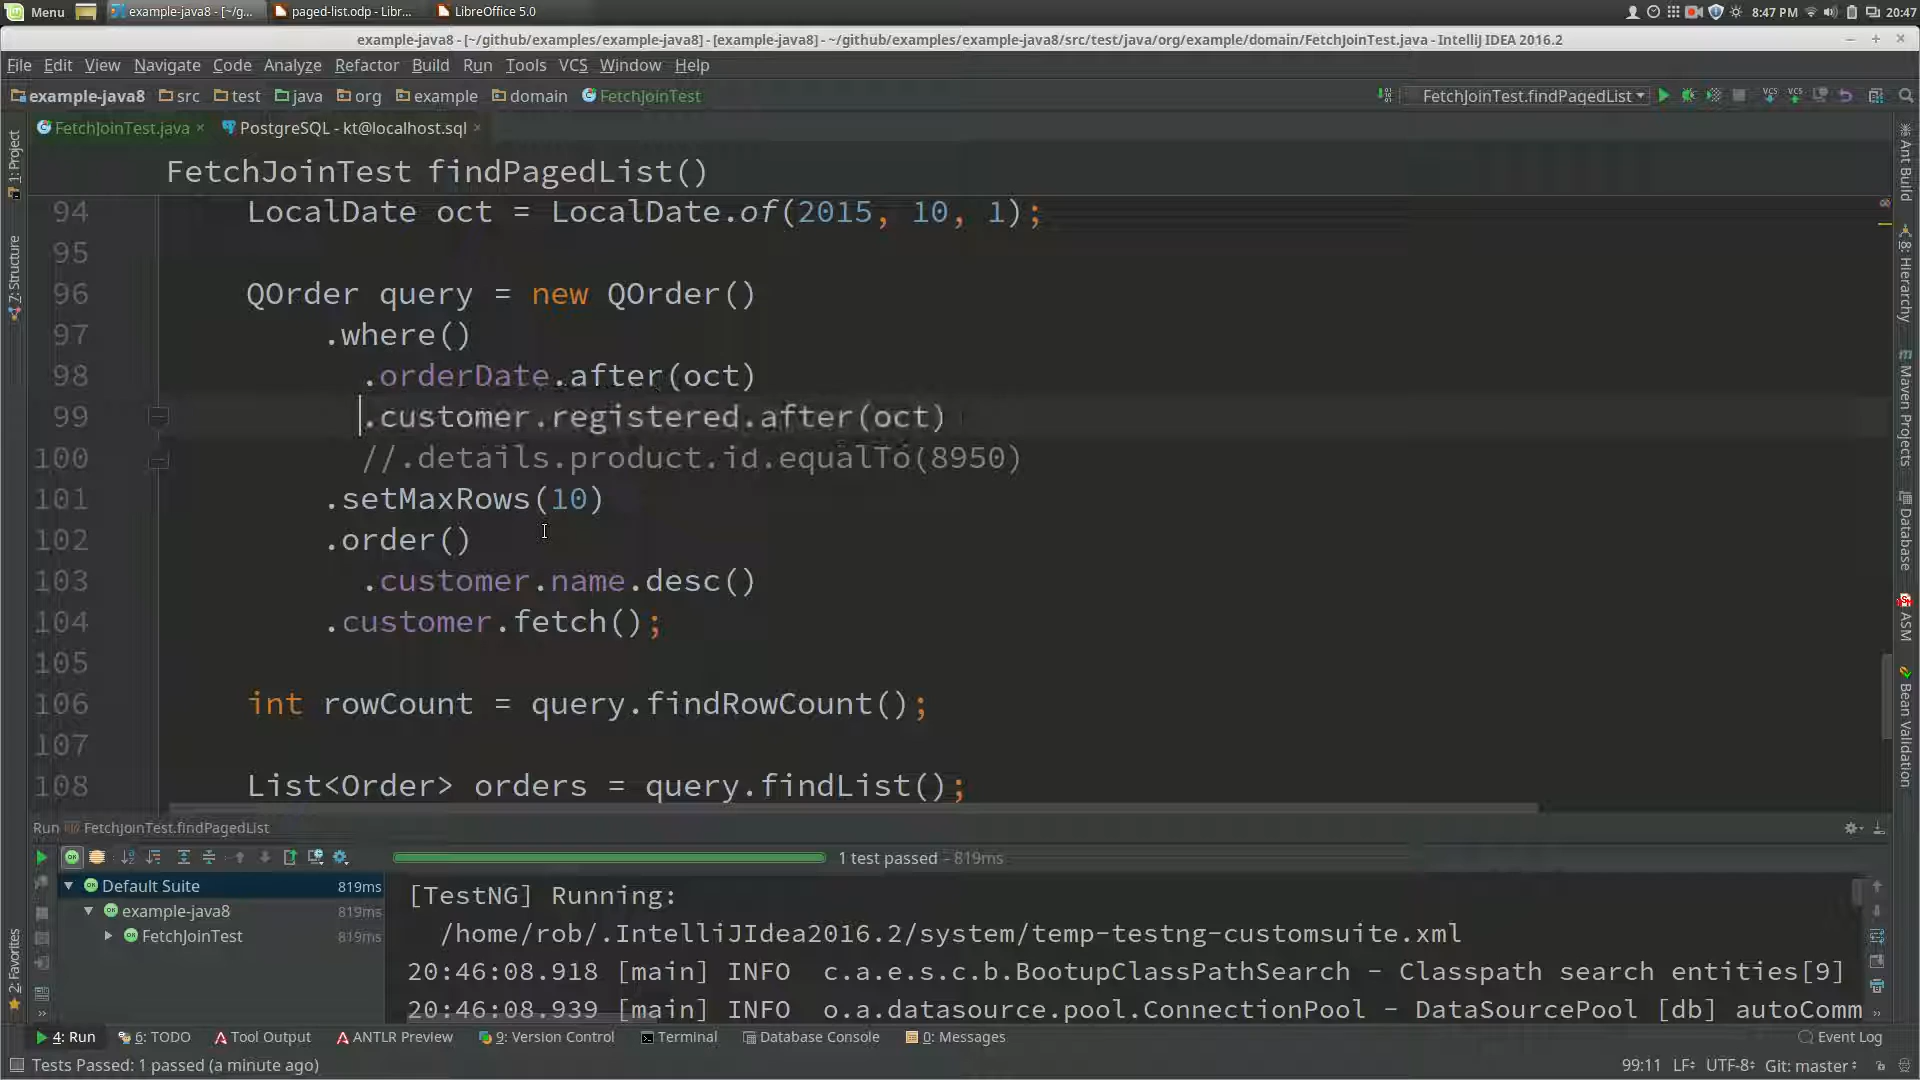 Menu example-java8 - [~/g... paged-list.odp - Libr... LibreOffice 5.0 8:47 PM 20:47
example-java8 - [~/github/examples/example-java8] - [example-java8] - ~/github/examples/example-java8/src/test/java/org/example/domain/FetchJoinTest.java - IntelliJ IDEA 2016.2
File Edit View Navigate Code Analyze Refactor Build Run Tools VCS Window Help
example-java8 src test java org example domain FetchJoinTest FetchJoinTest.findPagedList
FetchJoinTest.java PostgreSQL - kt@localhost.sql
FetchJoinTest findPagedList()
94 LocalDate oct = LocalDate.of(2015, 10, 1);
95
96 QOrder query = new QOrder()
97 .where()
98 .orderDate.after(oct)
99 .customer.registered.after(oct)
100 //.details.product.id.equalTo(8950)
101 .setMaxRows(10)
102 .order()
103 .customer.name.desc()
104 .customer.fetch();
105
106 int rowCount = query.findRowCount();
107
108 List<Order> orders = query.findList();
1: Project
7: Structure
2: Favorites
Ant Build
8: Hierarchy
Maven Projects
Database
ASM
Bean Validation
Run FetchJoinTest.findPagedList
1 test passed - 819ms
Default Suite 819ms
example-java8 819ms
FetchJoinTest 819ms
[TestNG] Running:
/home/rob/.IntelliJIdea2016.2/system/temp-testng-customsuite.xml
20:46:08.918 [main] INFO c.a.e.s.c.b.BootupClassPathSearch - Classpath search entities[9]
20:46:08.939 [main] INFO o.a.datasource.pool.ConnectionPool - DataSourcePool [db] autoComm
4: Run 6: TODO Tool Output ANTLR Preview 9: Version Control Terminal Database Console 0: Messages Event Log
Tests Passed: 1 passed (a minute ago) 99:11 LF UTF-8 Git: master